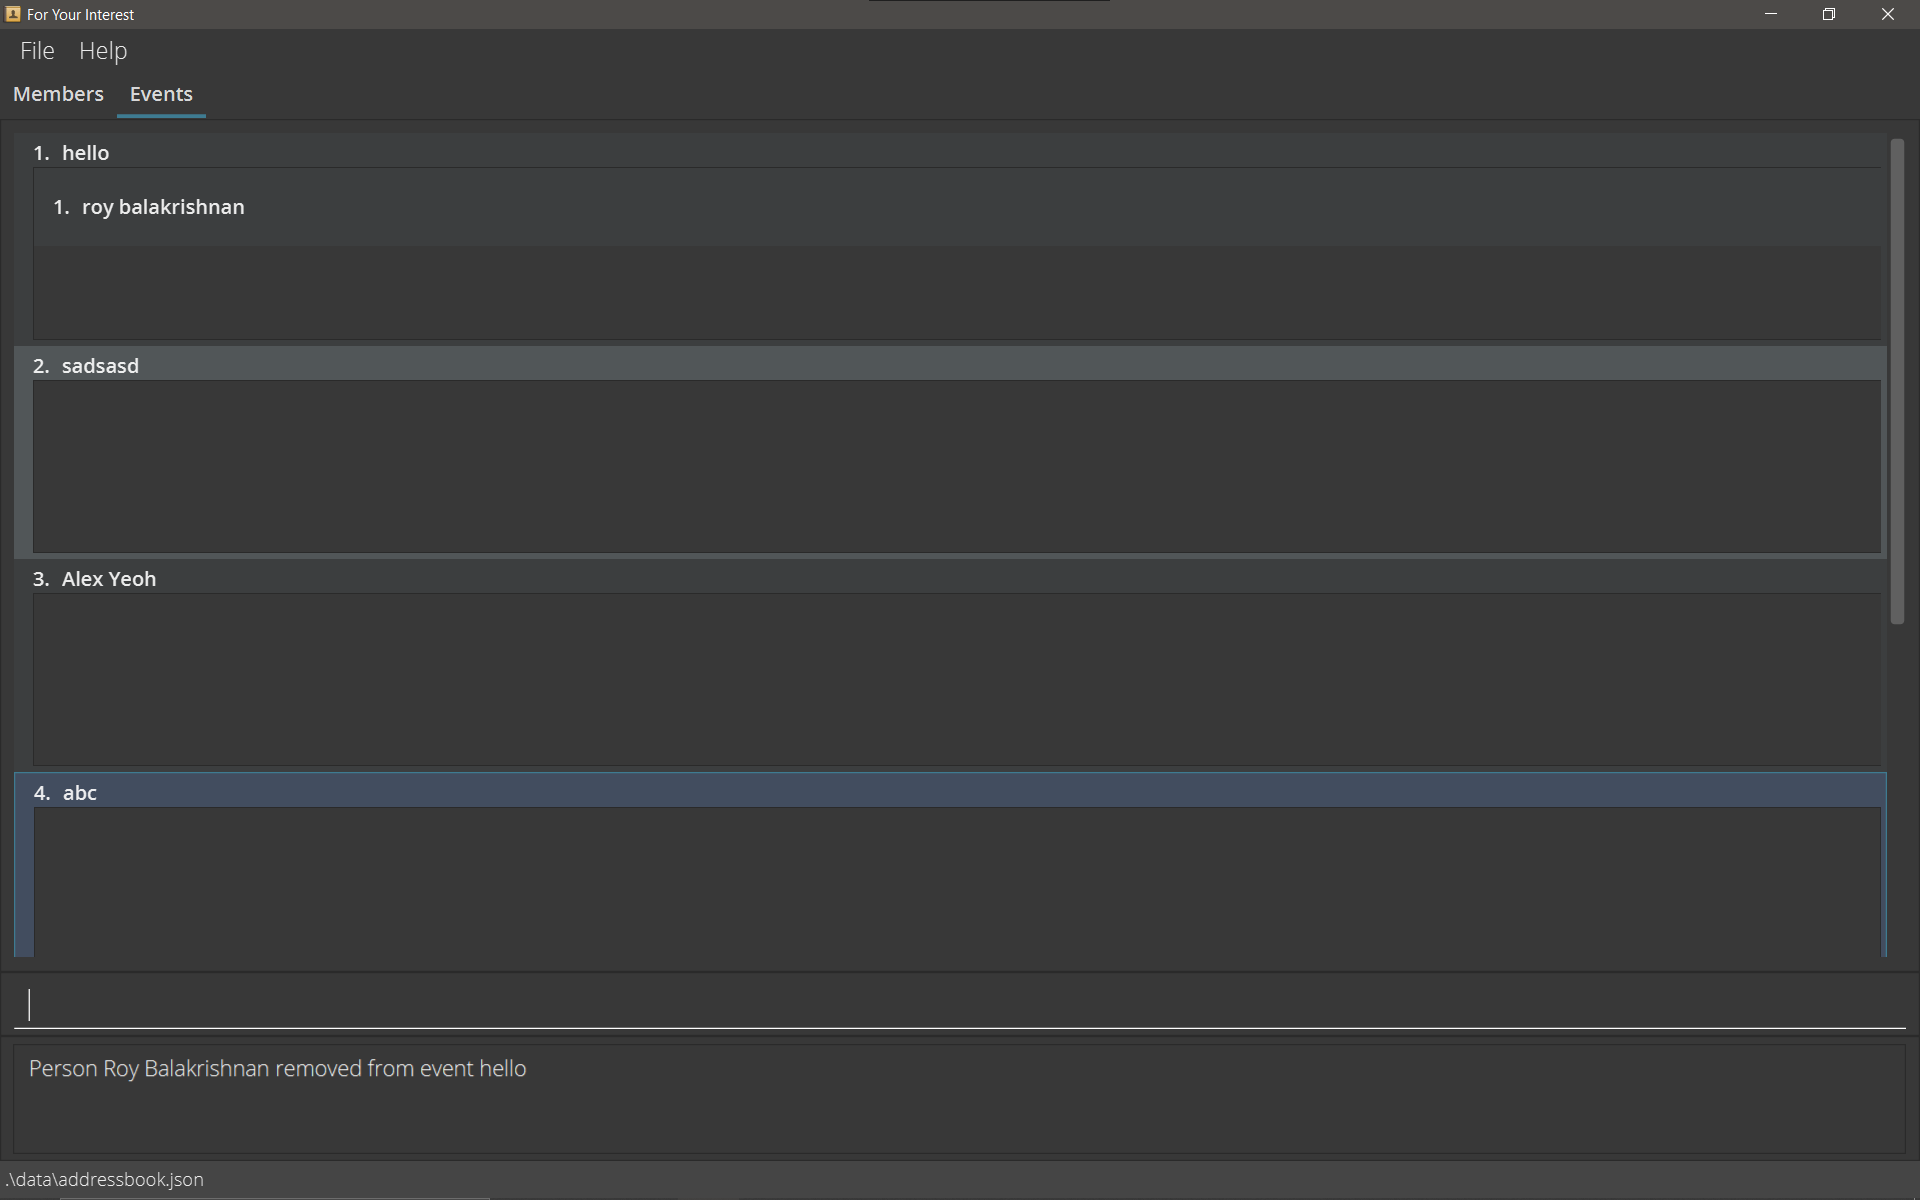 For Your Interest
File Help
Members Events
1. hello
1. roy balakrishnan
2. sadsasd
3. Alex Yeoh
4. abc
Person Roy Balakrishnan removed from event hello
.\data\addressbook.json